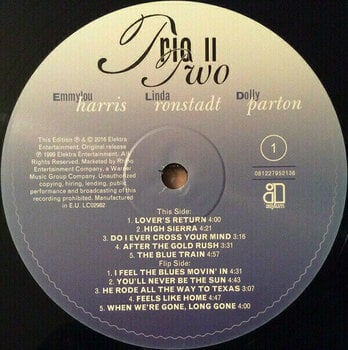 Trio II
Two
Emmylou harris
Linda ronstadt
Dolly parton
This Edition ℗ & © 2016 Elektra
Entertainment. Original Recording
℗ 1999 Elektra Entertainment. All
Rights Reserved. Marketed by Rhino
Entertainment Company, a Warner
Music Group Company. Unauthorized
copying, hiring, lending, public
performance and broadcasting of this
recording prohibited. Manufactured
in E.U. LC02982
1
081227952136
asylum
This Side:
1. LOVER'S RETURN 4:00
2. HIGH SIERRA 4:21
3. DO I EVER CROSS YOUR MIND 3:16
4. AFTER THE GOLD RUSH 3:31
5. THE BLUE TRAIN 4:57
Flip Side:
1. I FEEL THE BLUES MOVIN' IN 4:31
2. YOU'LL NEVER BE THE SUN 4:43
3. HE RODE ALL THE WAY TO TEXAS 3:07
4. FEELS LIKE HOME 4:47
5. WHEN WE'RE GONE, LONG GONE 4:00